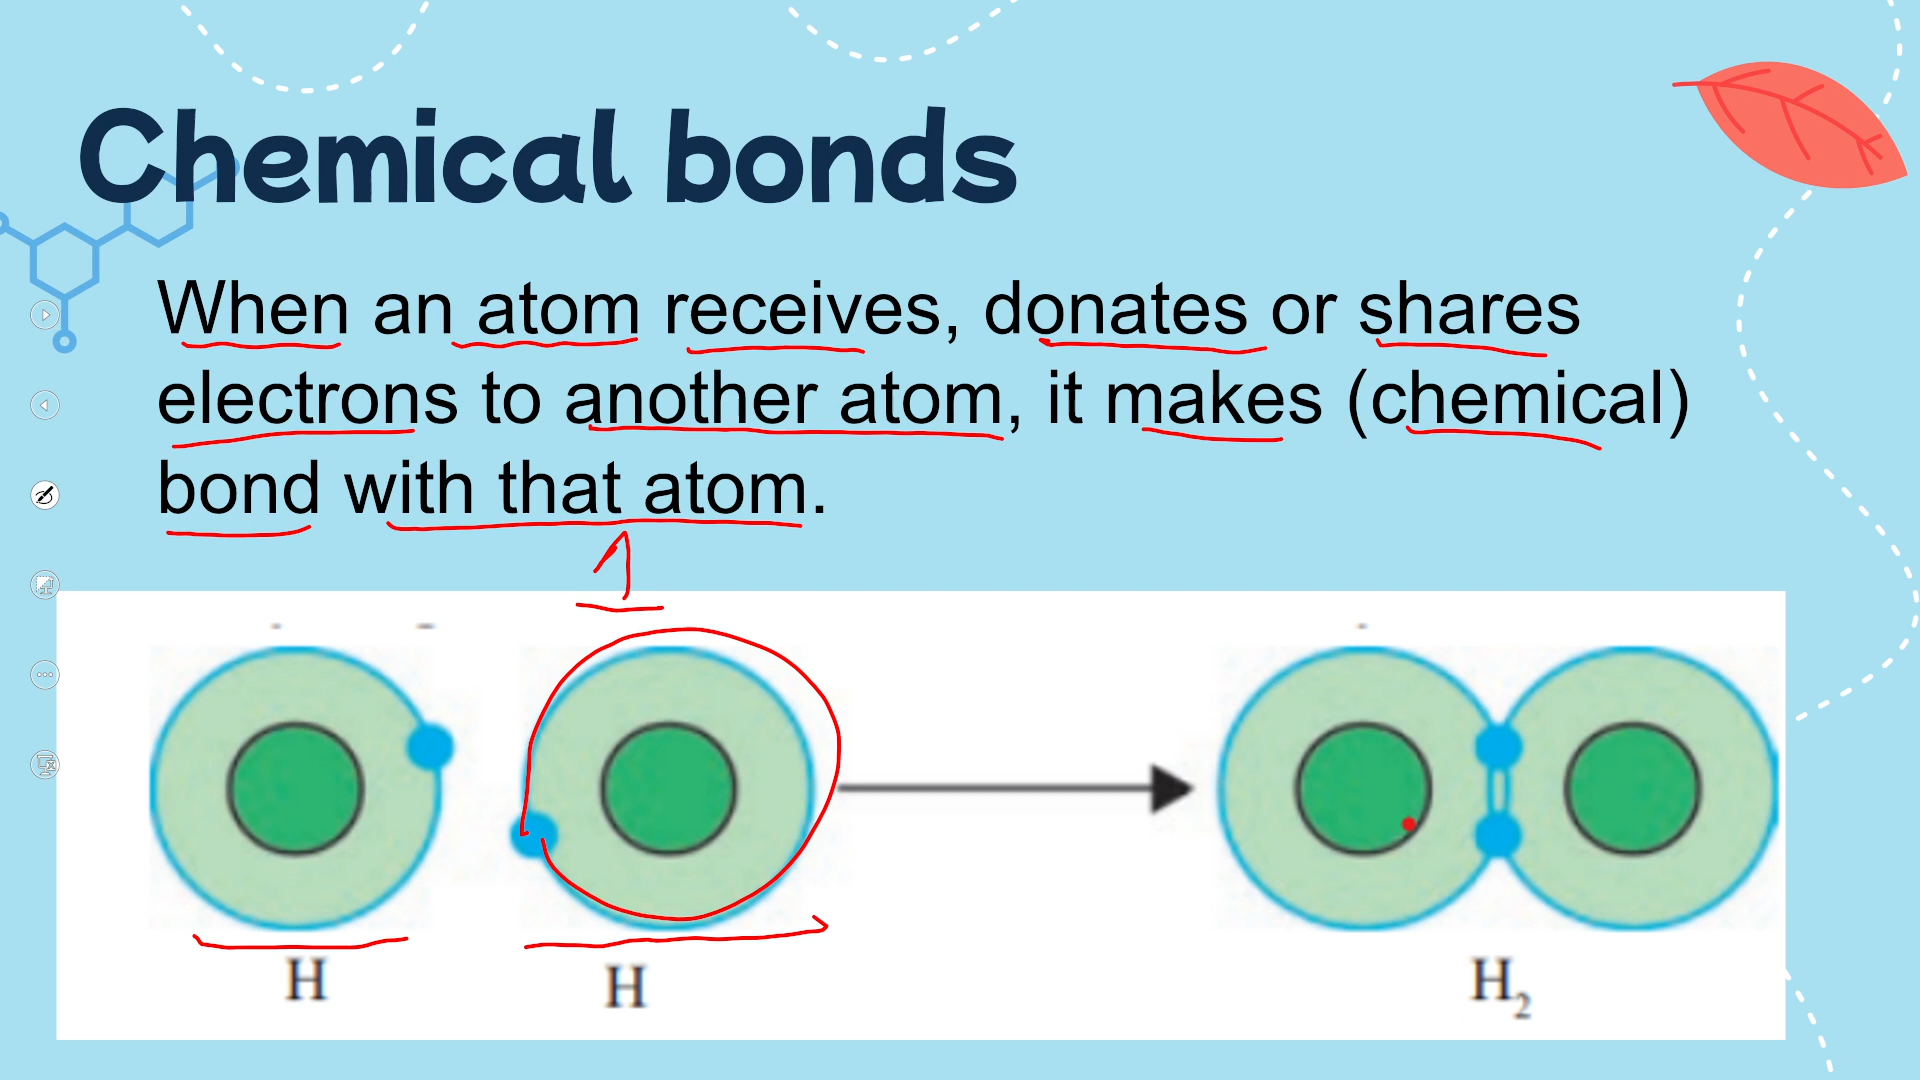 Chemical bonds
When an atom receives, donates or shares
electrons to another atom, it makes (chemical)
bond with that atom.
1
H
H
H₂